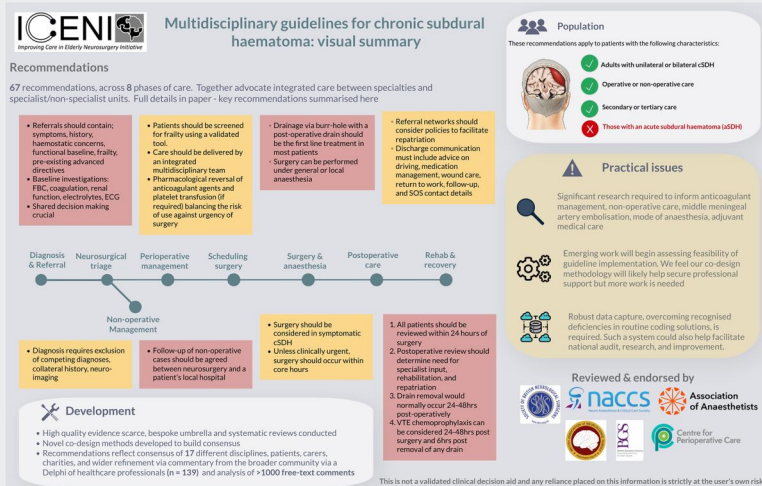 ICENI
Improving Care in Elderly Neurosurgery Initiative
Multidisciplinary guidelines for chronic subdural
haematoma: visual summary
Recommendations
67 recommendations, across 8 phases of care. Together advocate integrated care between specialties and
specialist/non-specialist units. Full details in paper - key recommendations summarised here
• Referrals should contain;
symptoms, history,
haemostatic concerns,
functional baseline, frailty,
pre-existing advanced
directives
• Baseline investigations:
FBC, coagulation, renal
function, electrolytes, ECG
• Shared decision making
crucial
• Patients should be screened
for frailty using a validated
tool.
• Care should be delivered by
an integrated
multidisciplinary team
• Pharmacological reversal of
anticoagulant agents and
platelet transfusion (if
required) balancing the risk
of use against urgency of
surgery
• Drainage via burr-hole with a
post-operative drain should
be the first line treatment in
most patients
• Surgery can be performed
under general or local
anaesthesia
• Referral networks should
consider policies to facilitate
repatriation
• Discharge communication
must include advice on
driving, medication
management, wound care,
return to work, follow-up,
and SOS contact details
Diagnosis
& Referral
Neurosurgical
triage
Perioperative
management
Scheduling
surgery
Surgery &
anaesthesia
Postoperative
care
Rehab &
recovery
Non-operative
Management
• Diagnosis requires exclusion
of competing diagnoses,
collateral history, neuro-
imaging
• Follow-up of non-operative
cases should be agreed
between neurosurgery and a
patient's local hospital
• Surgery should be
considered in symptomatic
cSDH
• Unless clinically urgent,
surgery should occur within
core hours
1. All patients should be
reviewed within 24 hours of
surgery
2. Postoperative review should
determine need for
specialist input,
rehabilitation, and
repatriation
3. Drain removal would
normally occur 24-48hrs
post-operatively
4. VTE chemophylaxis can
be considered 24-48hrs post
surgery and 6hrs post
removal of any drain
Development
• High quality evidence scarce, bespoke umbrella and systematic reviews conducted
• Novel co-design methods developed to build consensus
• Recommendations reflect consensus of 17 different disciplines, patients, carers,
charities, and wider refinement via commentary from the broader community via a
Delphi of healthcare professionals (n = 139) and analysis of >1000 free-text comments
Population
These recommendations apply to patients with the following characteristics:
Adults with unilateral or bilateral cSDH
Operative or non-operative care
Secondary or tertiary care
Those with an acute subdural haematoma (aSDH)
Practical issues
Significant research required to inform anticoagulant
management, non-operative care, middle meningeal
artery embolisation, mode of anaesthesia, adjuvant
medical care
Emerging work will begin assessing feasibility of
guideline implementation. We feel our co-design
methodology will likely help secure professional
support but more work is needed
Robust data capture, overcoming recognised
deficiencies in routine coding solutions, is
required. Such a system could also help facilitate
national audit, research, and improvement.
Reviewed & endorsed by
naccs
Association
of Anaesthetists
BGS
Centre for
Perioperative Care
This is not a validated clinical decision aid and any reliance placed on this information is strictly at the user's own risk